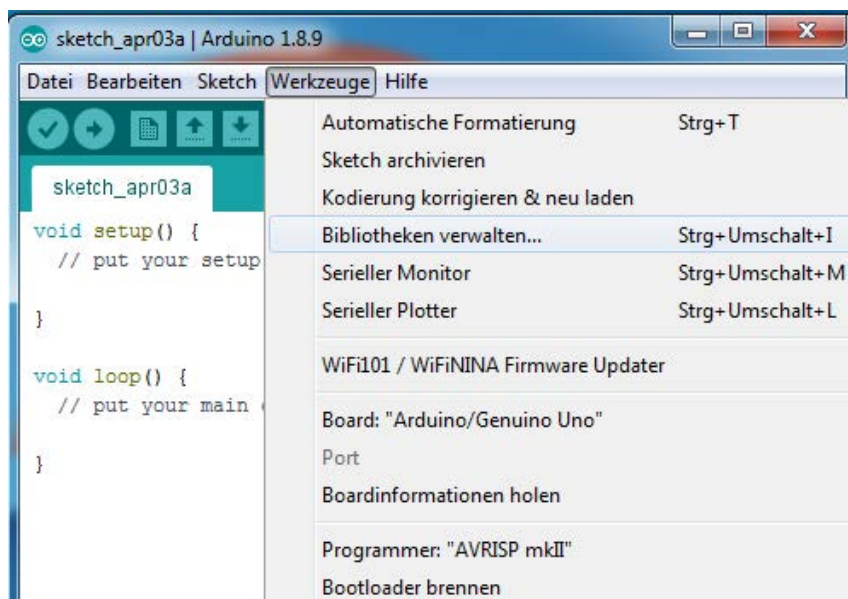 sketch_apr03a | Arduino 1.8.9
Datei Bearbeiten Sketch Werkzeuge Hilfe
Automatische Formatierung Strg+T
Sketch archivieren
Kodierung korrigieren & neu laden
Bibliotheken verwalten... Strg+Umschalt+I
Serieller Monitor Strg+Umschalt+M
Serieller Plotter Strg+Umschalt+L
WiFi101 / WiFiNINA Firmware Updater
Board: "Arduino/Genuino Uno"
Port
Boardinformationen holen
Programmer: "AVRISP mkII"
Bootloader brennen
sketch_apr03a
void setup() {
// put your setup
}
void loop() {
// put your main
}